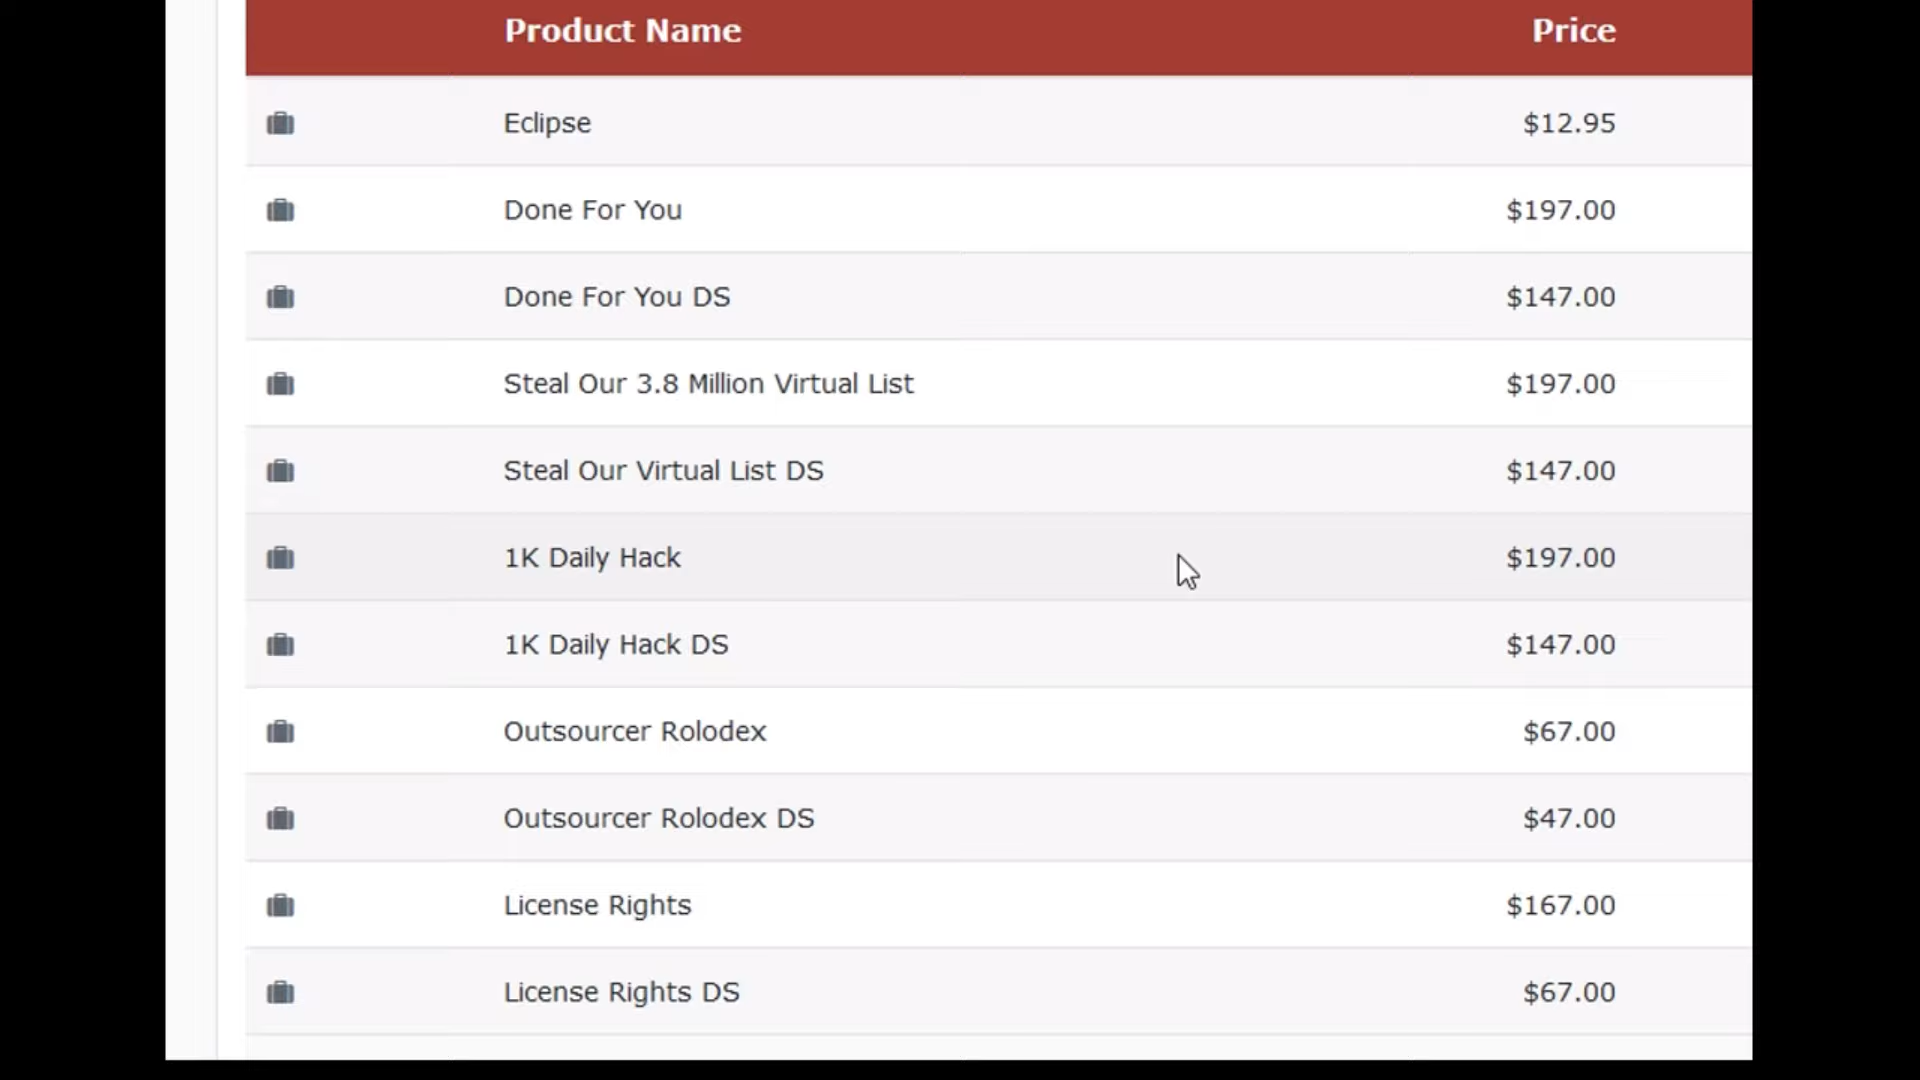 Product Name Price
Eclipse $12.95
Done For You $197.00
Done For You DS $147.00
Steal Our 3.8 Million Virtual List $197.00
Steal Our Virtual List DS $147.00
1K Daily Hack $197.00
1K Daily Hack DS $147.00
Outsourcer Rolodex $67.00
Outsourcer Rolodex DS $47.00
License Rights $167.00
License Rights DS $67.00